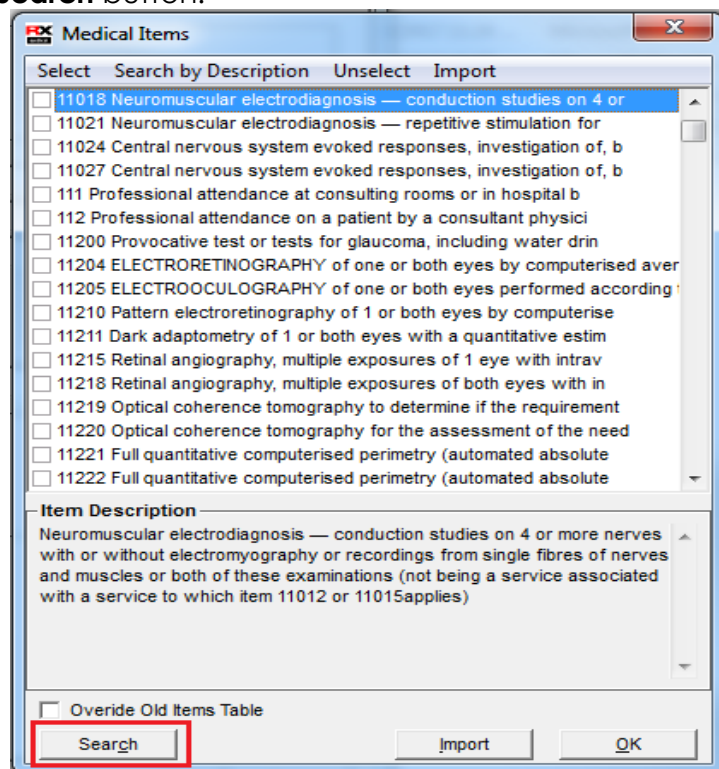 search button.
RX Medical Items X
Select Search by Description Unselect Import
11018 Neuromuscular electrodiagnosis — conduction studies on 4 or
11021 Neuromuscular electrodiagnosis — repetitive stimulation for
11024 Central nervous system evoked responses, investigation of, b
11027 Central nervous system evoked responses, investigation of, b
111 Professional attendance at consulting rooms or in hospital b
112 Professional attendance on a patient by a consultant physici
11200 Provocative test or tests for glaucoma, including water drin
11204 ELECTRORETINOGRAPHY of one or both eyes by computerised aver
11205 ELECTROOCULOGRAPHY of one or both eyes performed according
11210 Pattern electroretinography of 1 or both eyes by computerise
11211 Dark adaptometry of 1 or both eyes with a quantitative estim
11215 Retinal angiography, multiple exposures of 1 eye with intrav
11218 Retinal angiography, multiple exposures of both eyes with in
11219 Optical coherence tomography to determine if the requirement
11220 Optical coherence tomography for the assessment of the need
11221 Full quantitative computerised perimetry (automated absolute
11222 Full quantitative computerised perimetry (automated absolute
Item Description
Neuromuscular electrodiagnosis — conduction studies on 4 or more nerves
with or without electromyography or recordings from single fibres of nerves
and muscles or both of these examinations (not being a service associated
with a service to which item 11012 or 11015applies)
Overide Old Items Table
Search Import OK